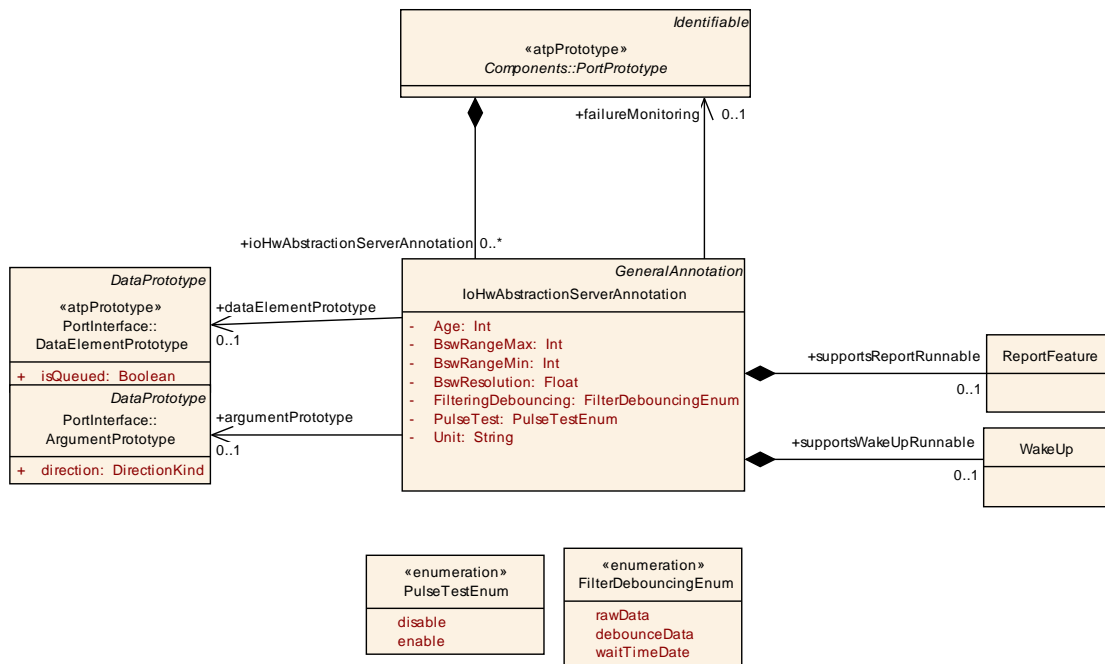 Identifiable
«atpPrototype»
Components::PortPrototype
+failureMonitoring 0..1
+ioHwAbstractionServerAnnotation 0..*
DataPrototype
«atpPrototype»
PortInterface::
DataElementPrototype
+ isQueued: Boolean
DataPrototype
PortInterface::
ArgumentPrototype
+ direction: DirectionKind
+dataElementPrototype
0..1
+argumentPrototype
0..1
GeneralAnnotation
IoHwAbstractionServerAnnotation
- Age: Int
- BswRangeMax: Int
- BswRangeMin: Int
- BswResolution: Float
- FilteringDebouncing: FilterDebouncingEnum
- PulseTest: PulseTestEnum
- Unit: String
+supportsReportRunnable
0..1
ReportFeature
+supportsWakeUpRunnable
0..1
WakeUp
«enumeration»
PulseTestEnum
disable
enable
«enumeration»
FilterDebouncingEnum
rawData
debounceData
waitTimeDate